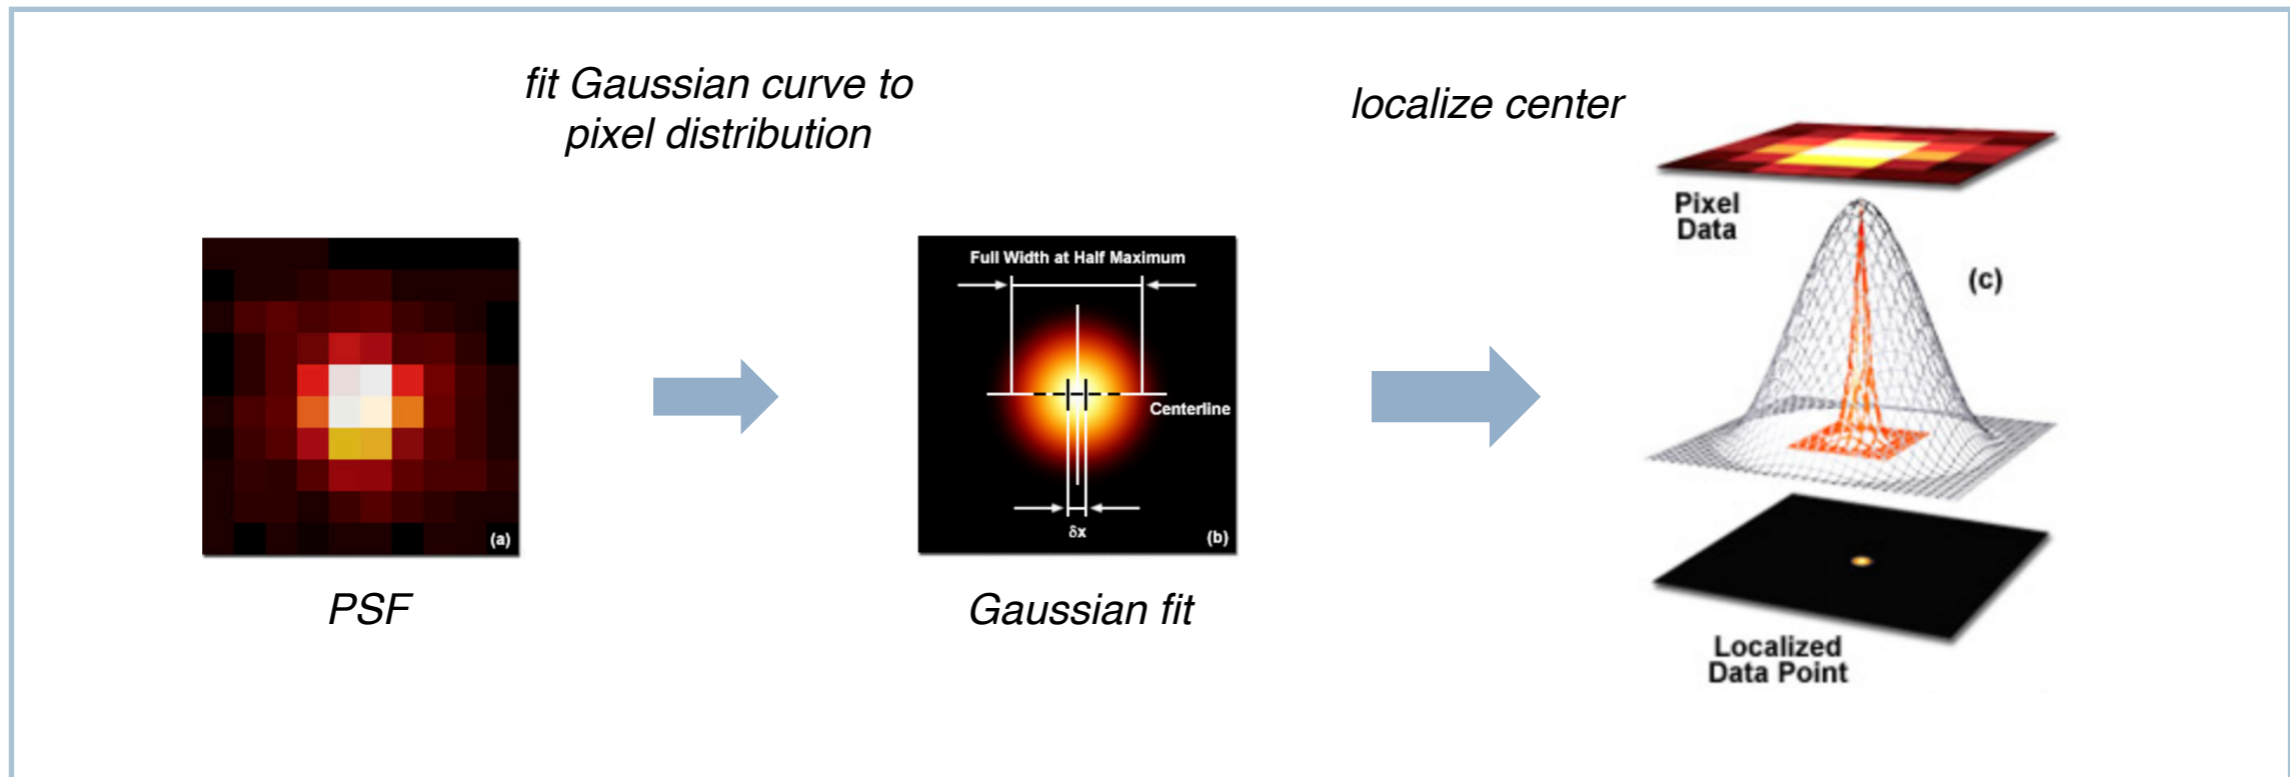 fit Gaussian curve to
pixel distribution
localize center
Pixel
Data
(c)
Full Width at Half Maximum
Centerline
δx
(a)
(b)
PSF
Gaussian fit
Localized
Data Point